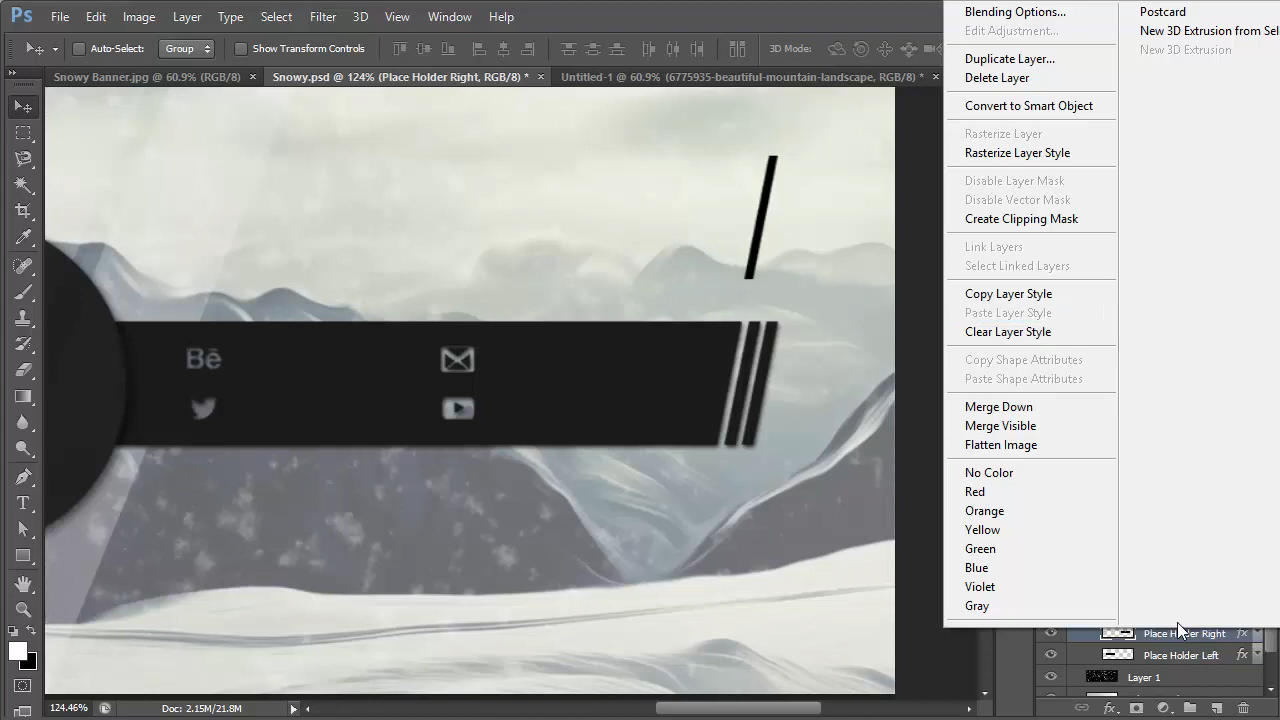 Ps File Edit Image Layer Type Select Filter 3D View Window Help
Auto-Select: Group Show Transform Controls 3D Mode:
Snowy Banner.jpg @ 60.9% (RGB/8) × Snowy.psd @ 124% (Place Holder Right, RGB/8) * × Untitled-1 @ 60.9% (6775935-beautiful-mountain-landscape, RGB/8) * ×
Bē
Blending Options...
Edit Adjustment...
Duplicate Layer...
Delete Layer
Convert to Smart Object
Rasterize Layer
Rasterize Layer Style
Disable Layer Mask
Disable Vector Mask
Create Clipping Mask
Link Layers
Select Linked Layers
Copy Layer Style
Paste Layer Style
Clear Layer Style
Copy Shape Attributes
Paste Shape Attributes
Merge Down
Merge Visible
Flatten Image
No Color
Red
Orange
Yellow
Green
Blue
Violet
Gray
Postcard
New 3D Extrusion from Sel
New 3D Extrusion
Place Holder Right fx
Place Holder Left fx
Layer 1
124.46% Doc: 2.15M/21.8M